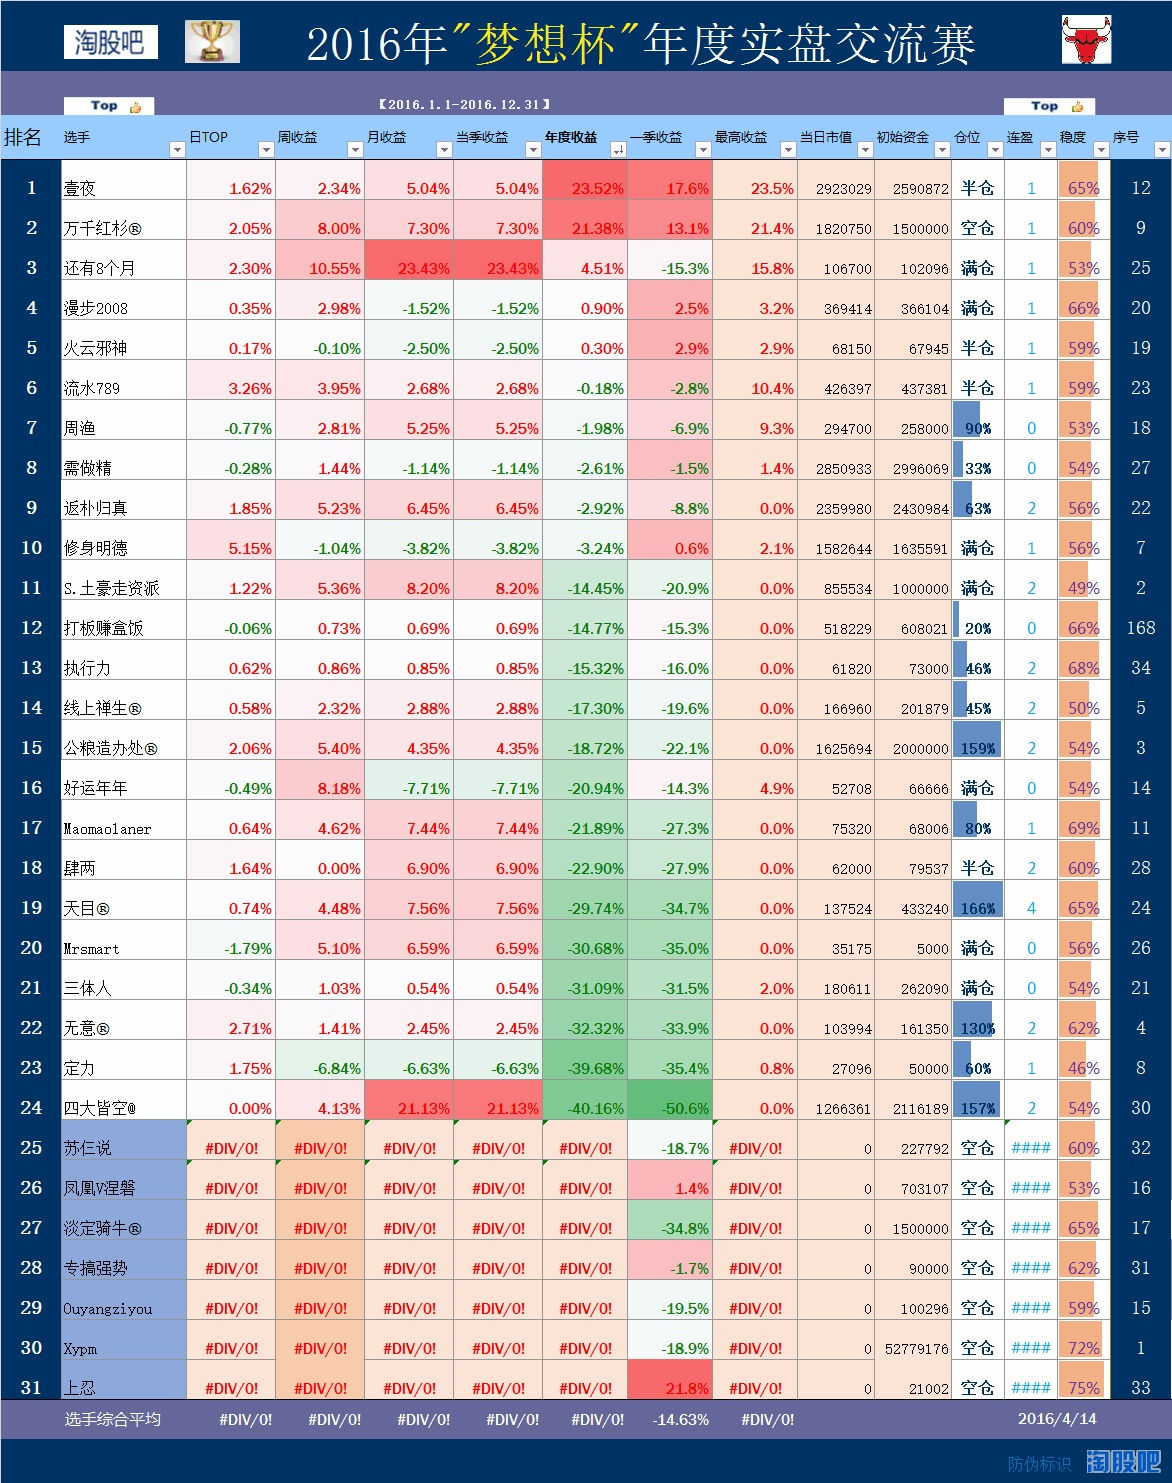 淘股吧 2016年"梦想杯"年度实盘交流赛
Top 【2016.1.1-2016.12.31】 Top
排名 选手 日TOP 周收益 月收益 当季收益 年度收益 一季收益 最高收益 当日市值 初始资金 仓位 连盈 稳度 序号
1 壹夜 1.62% 2.34% 5.04% 5.04% 23.52% 17.6% 23.5% 2923029 2590872 半仓 1 65% 12
2 万千红杉® 2.05% 8.00% 7.30% 7.30% 21.38% 13.1% 21.4% 1820750 1500000 空仓 1 60% 9
3 还有8个月 2.30% 10.55% 23.43% 23.43% 4.51% -15.3% 15.8% 106700 102096 满仓 1 53% 25
4 漫步2008 0.35% 2.98% -1.52% -1.52% 0.90% 2.5% 3.2% 369414 366104 满仓 1 66% 20
5 火云邪神 0.17% -0.10% -2.50% -2.50% 0.30% 2.9% 2.9% 68150 67945 半仓 1 59% 19
6 流水789 3.26% 3.95% 2.68% 2.68% -0.18% -2.8% 10.4% 426397 437381 半仓 1 59% 23
7 周渔 -0.77% 2.81% 5.25% 5.25% -1.98% -6.9% 9.3% 294700 258000 90% 0 53% 18
8 需做精 -0.28% 1.44% -1.14% -1.14% -2.61% -1.5% 1.4% 2850933 2996069 33% 0 54% 27
9 返朴归真 1.85% 5.23% 6.45% 6.45% -2.92% -8.8% 0.0% 2359980 2430984 63% 2 56% 22
10 修身明德 5.15% -1.04% -3.82% -3.82% -3.24% 0.6% 2.1% 1582644 1635591 满仓 1 56% 7
11 S.土豪走资派 1.22% 5.36% 8.20% 8.20% -14.45% -20.9% 0.0% 855534 1000000 满仓 2 49% 2
12 打板赚盒饭 -0.06% 0.73% 0.69% 0.69% -14.77% -15.3% 0.0% 518229 608021 20% 0 66% 168
13 执行力 0.62% 0.86% 0.85% 0.85% -15.32% -16.0% 0.0% 61820 73000 46% 2 68% 34
14 线上禅生® 0.58% 2.32% 2.88% 2.88% -17.30% -19.6% 0.0% 166960 201879 45% 2 50% 5
15 公粮造办处® 2.06% 5.40% 4.35% 4.35% -18.72% -22.1% 0.0% 1625694 2000000 159% 2 54% 3
16 好运年年 -0.49% 8.18% -7.71% -7.71% -20.94% -14.3% 4.9% 52708 66666 满仓 0 54% 14
17 Maomaolaner 0.64% 4.62% 7.44% 7.44% -21.89% -27.3% 0.0% 75320 68006 80% 1 69% 11
18 肆两 1.64% 0.00% 6.90% 6.90% -22.90% -27.9% 0.0% 62000 79537 半仓 2 60% 28
19 天目® 0.74% 4.48% 7.56% 7.56% -29.74% -34.7% 0.0% 137524 433240 166% 4 65% 24
20 Mrsmart -1.79% 5.10% 6.59% 6.59% -30.68% -35.0% 0.0% 35175 5000 满仓 0 56% 26
21 三体人 -0.34% 1.03% 0.54% 0.54% -31.09% -31.5% 2.0% 180611 262090 满仓 0 54% 21
22 无意® 2.71% 1.41% 2.45% 2.45% -32.32% -33.9% 0.0% 103994 161350 130% 2 62% 4
23 定力 1.75% -6.84% -6.63% -6.63% -39.68% -35.4% 0.8% 27096 50000 60% 1 46% 8
24 四大皆空@ 0.00% 4.13% 21.13% 21.13% -40.16% -50.6% 0.0% 1266361 2116189 157% 2 54% 30
25 苏仨说 #DIV/0! #DIV/0! #DIV/0! #DIV/0! #DIV/0! -18.7% #DIV/0! 0 227792 空仓 #### 60% 32
26 凤凰V涅磐 #DIV/0! #DIV/0! #DIV/0! #DIV/0! #DIV/0! 1.4% #DIV/0! 0 703107 空仓 #### 53% 16
27 淡定骑牛® #DIV/0! #DIV/0! #DIV/0! #DIV/0! #DIV/0! -34.8% #DIV/0! 0 1500000 空仓 #### 65% 17
28 专搞强势 #DIV/0! #DIV/0! #DIV/0! #DIV/0! #DIV/0! -1.7% #DIV/0! 0 90000 空仓 #### 62% 31
29 Ouyangziyou #DIV/0! #DIV/0! #DIV/0! #DIV/0! #DIV/0! -19.5% #DIV/0! 0 100296 空仓 #### 59% 15
30 Xypm #DIV/0! #DIV/0! #DIV/0! #DIV/0! #DIV/0! -18.9% #DIV/0! 0 52779176 空仓 #### 72% 1
31 上忍 #DIV/0! #DIV/0! #DIV/0! #DIV/0! #DIV/0! 21.8% #DIV/0! 0 21002 空仓 #### 75% 33
选手综合平均 #DIV/0! #DIV/0! #DIV/0! #DIV/0! #DIV/0! -14.63% #DIV/0! 2016/4/14
防伪标识 淘股吧